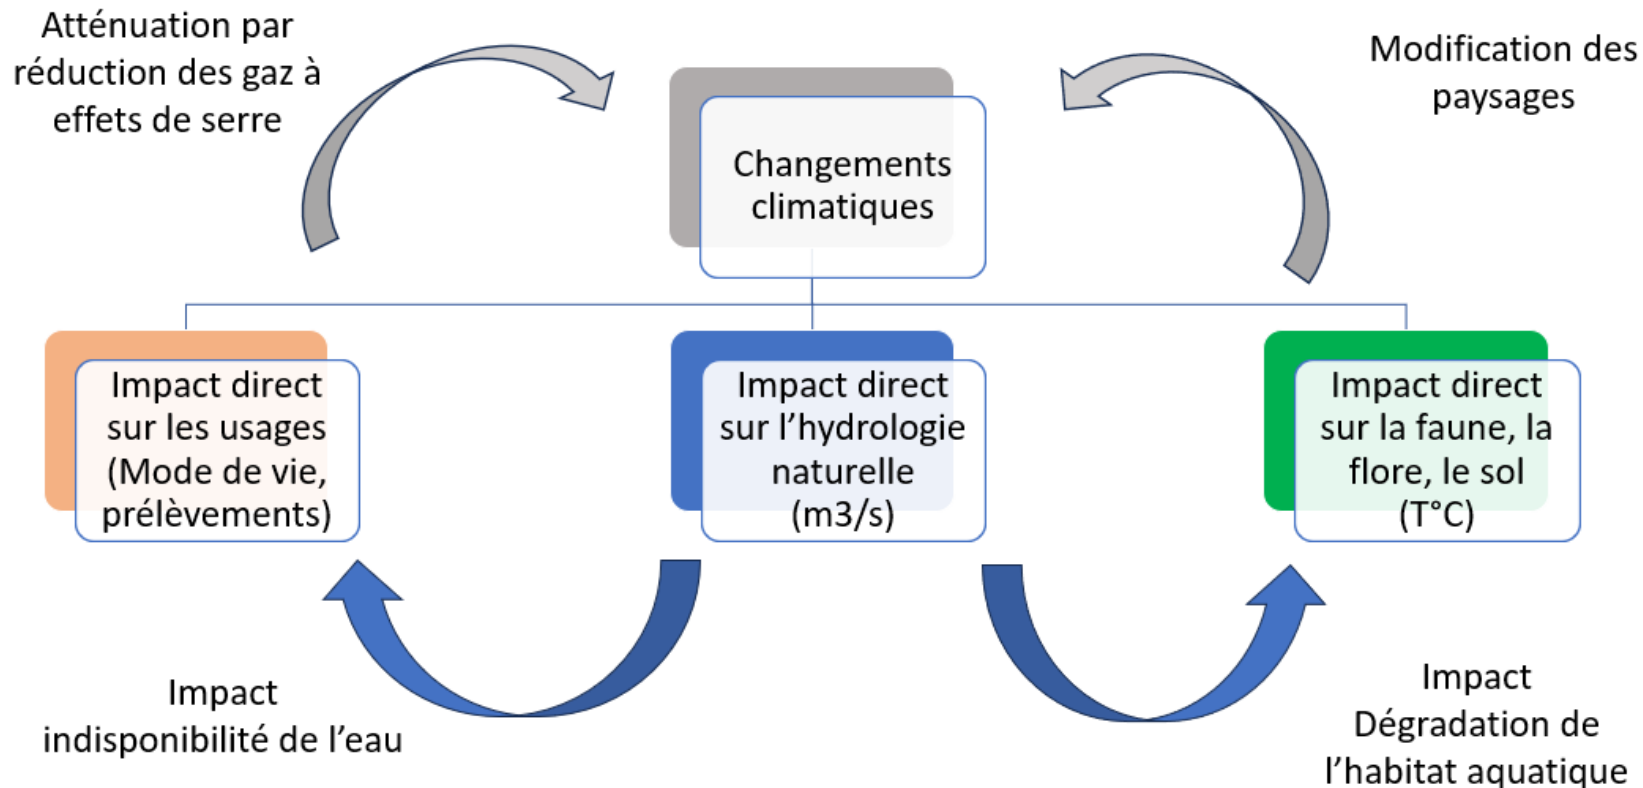 Atténuation par
réduction des gaz à
effets de serre
Modification des
paysages
Changements
climatiques
Impact direct
sur les usages
(Mode de vie,
prélèvements)
Impact direct
sur l'hydrologie
naturelle
(m3/s)
Impact direct
sur la faune, la
flore, le sol
(T°C)
Impact
indisponibilité de l'eau
Impact
Dégradation de
l'habitat aquatique